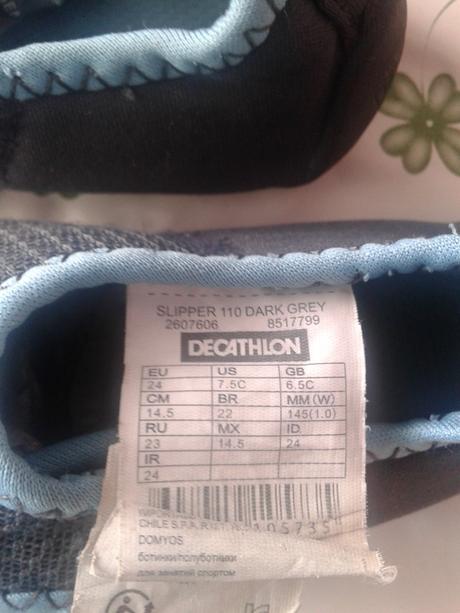 SLIPPER 110 DARK GREY
2607606 8517799
DECATHLON
EU US GB
24 7.5C 6.5C
CM BR MM (W)
14.5 22 145(1.0)
RU MX ID
23 14.5 24
IR
24
CHILE S.P.A.
DOMYOS
ботинки/полуботинки
для занятий спортом